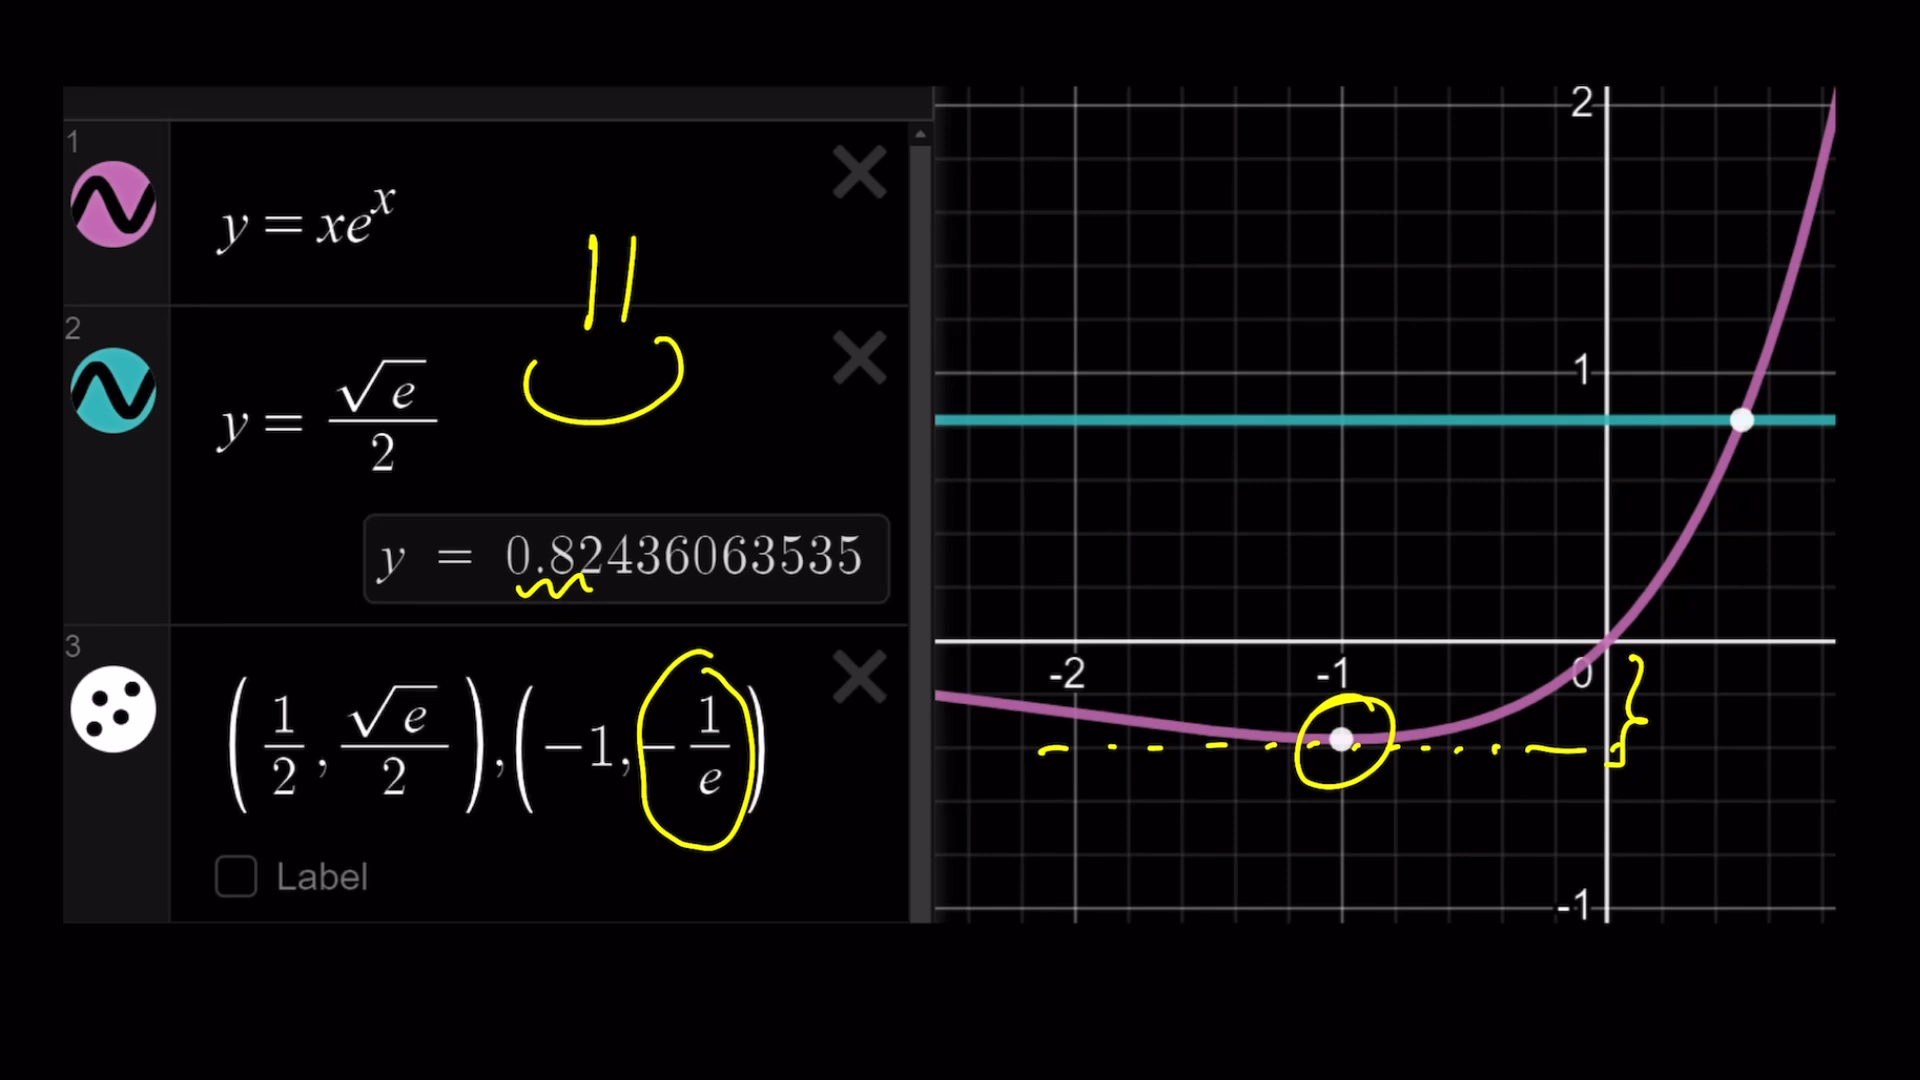 1
y = xe^x
2
y = √e/2
y = 0.82436063535
3
(1/2, √e/2), (−1, −1/e)
Label
2
1
-2 -1 0
-1